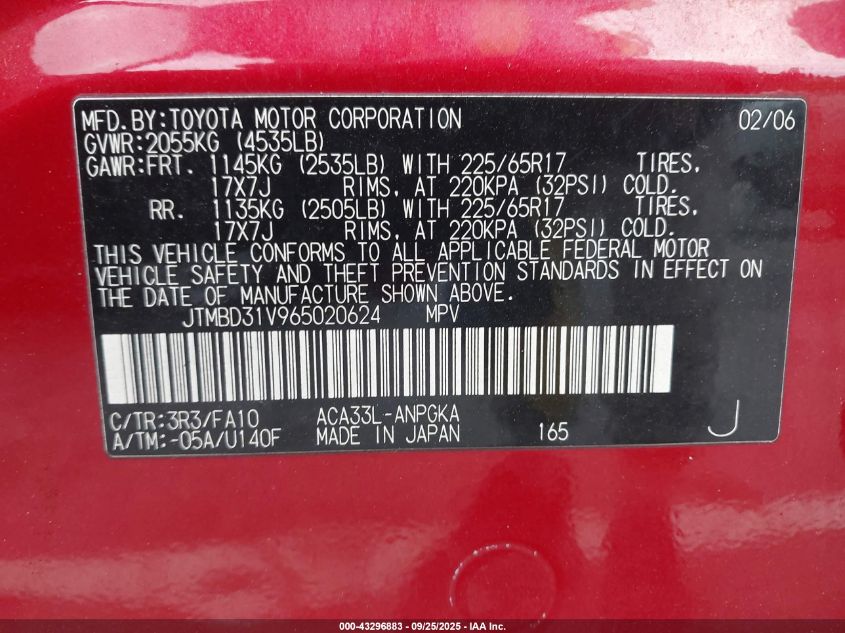 MFD.BY:TOYOTA MOTOR CORPORATION 02/06
GVWR:2055KG (4535LB)
GAWR:FRT. 1145KG (2535LB) WITH 225/65R17 TIRES,
17X7J RIMS, AT 220KPA (32PSI) COLD.
RR. 1135KG (2505LB) WITH 225/65R17 TIRES,
17X7J RIMS, AT 220KPA (32PSI) COLD.
THIS VEHICLE CONFORMS TO ALL APPLICABLE FEDERAL MOTOR
VEHICLE SAFETY AND THEFT PREVENTION STANDARDS IN EFFECT ON
THE DATE OF MANUFACTURE SHOWN ABOVE.
JTMBD31V965020624 MPV
C/TR:3R3/FA10 ACA33L-ANPGKA
A/TM:-05A/U140F MADE IN JAPAN 165 J
000-43296883 / 09/25/2025 - IAA Inc.